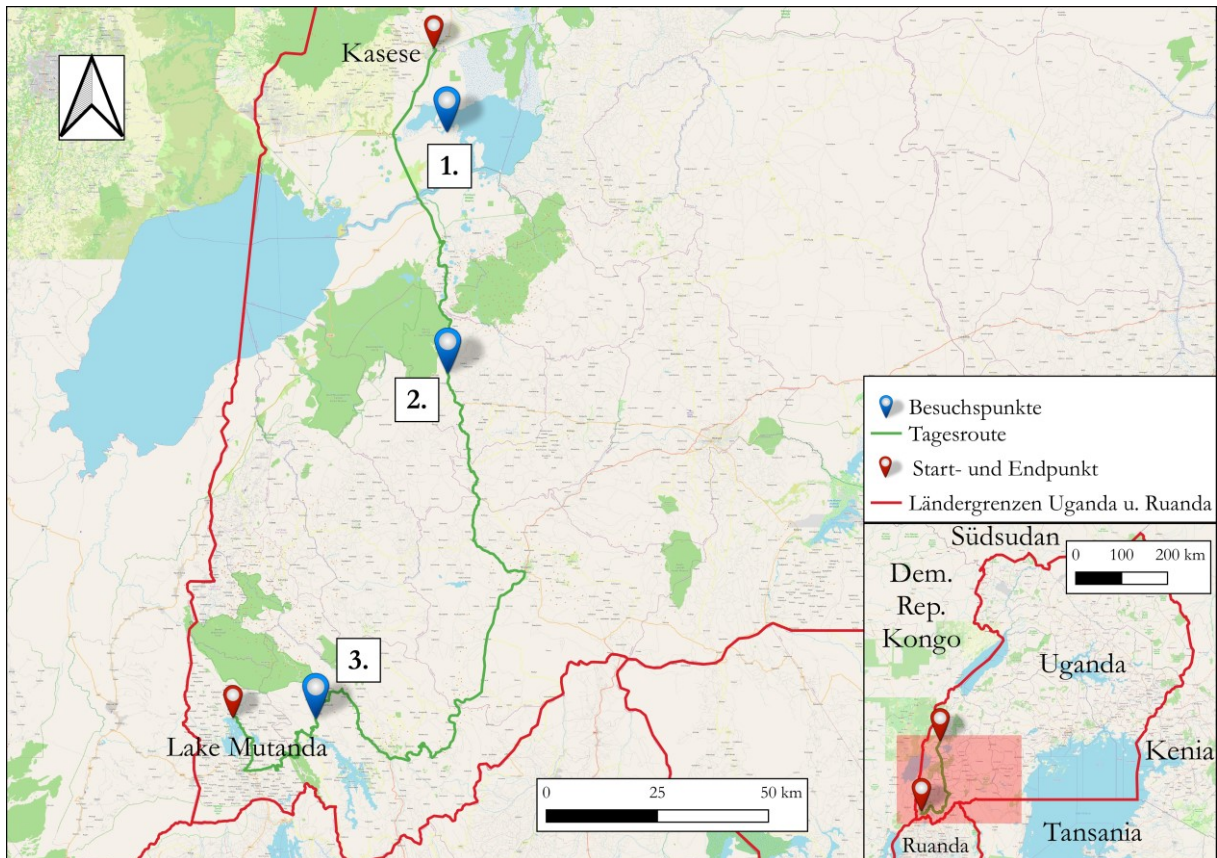 Kasese
1.
2.
3.
Lake Mutanda
0 25 50 km
Besuchspunkte
Tagesroute
Start- und Endpunkt
Ländergrenzen Uganda u. Ruanda
Südsudan
0 100 200 km
Dem.
Rep.
Kongo
Uganda
Kenia
Tansania
Ruanda